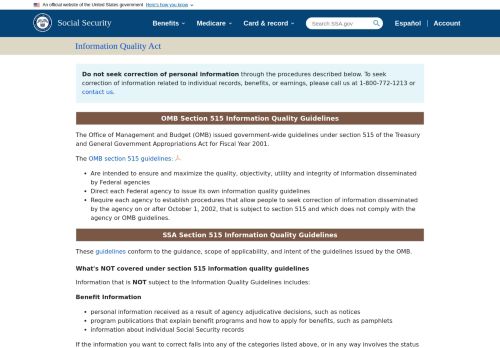 An official website of the United States government Here's how you know
Social Security
Benefits
Medicare
Card & record
Search SSA.gov
Español
Account
Information Quality Act
Do not seek correction of personal information through the procedures described below. To seek
correction of information related to individual records, benefits, or earnings, please call us at 1-800-772-1213 or
contact us.
OMB Section 515 Information Quality Guidelines
The Office of Management and Budget (OMB) issued government-wide guidelines under section 515 of the Treasury
and General Government Appropriations Act for Fiscal Year 2001.
The OMB section 515 guidelines:
Are intended to ensure and maximize the quality, objectivity, utility and integrity of information disseminated
by Federal agencies
Direct each Federal agency to issue its own information quality guidelines
Require each agency to establish procedures that allow people to seek correction of information disseminated
by the agency on or after October 1, 2002, that is subject to section 515 and which does not comply with the
agency or OMB guidelines.
SSA Section 515 Information Quality Guidelines
These guidelines conform to the guidance, scope of applicability, and intent of the guidelines issued by the OMB.
What's NOT covered under section 515 information quality guidelines
Information that is NOT subject to the Information Quality Guidelines includes:
Benefit Information
personal information received as a result of agency adjudicative decisions, such as notices
program publications that explain benefit programs and how to apply for benefits, such as pamphlets
information about individual Social Security records
If the information you want to correct falls into any of the categories listed above, or in any way involves the status